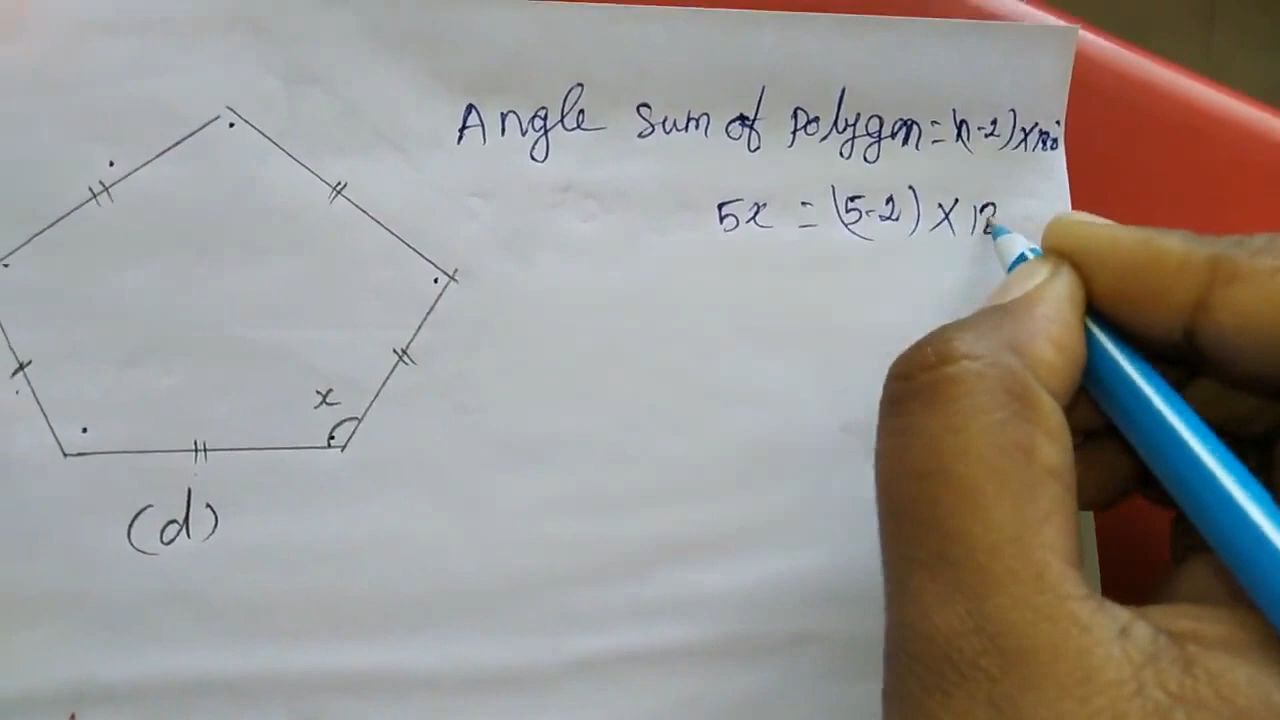 Angle sum of polygon = (n-2) × 180°
5x = (5-2) × 18
x
(d)